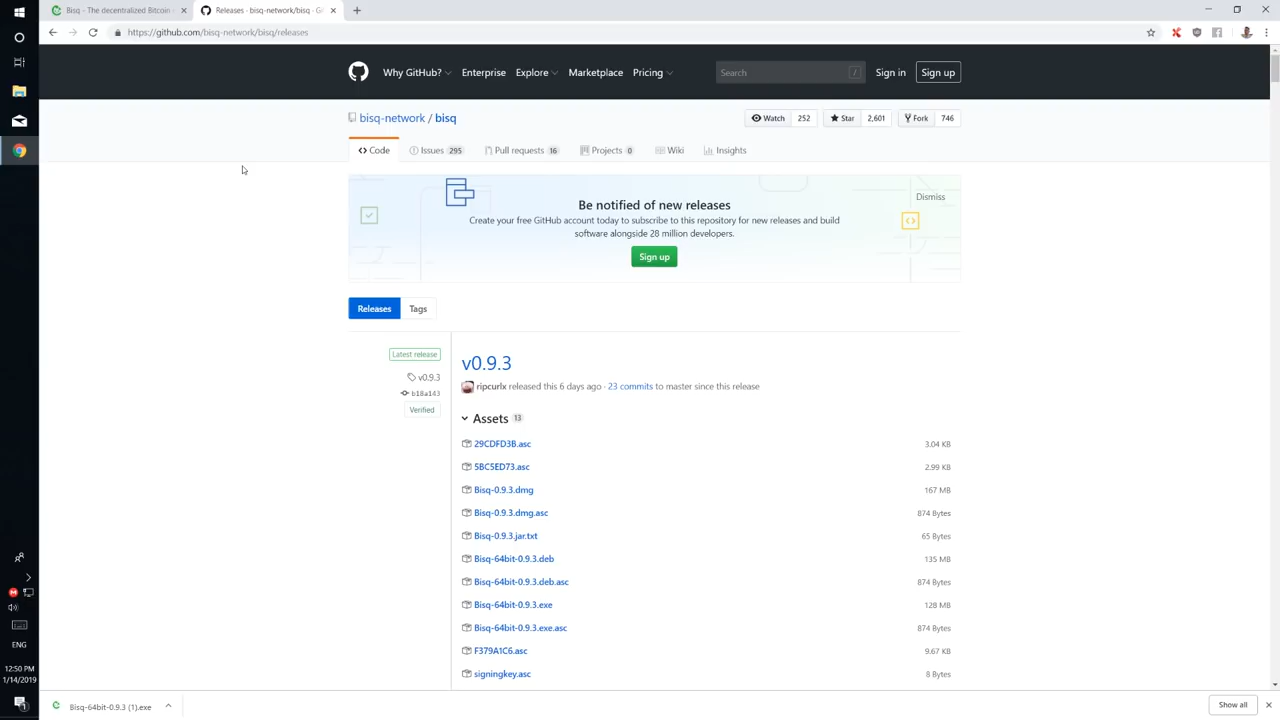 Bisq - The decentralized Bitcoin
Releases · bisq-network/bisq · G
https://github.com/bisq-network/bisq/releases
Why GitHub?
Enterprise
Explore
Marketplace
Pricing
Search
/
Sign in
Sign up
bisq-network / bisq
Watch 252
Star 2,601
Fork 746
Code
Issues 295
Pull requests 16
Projects 0
Wiki
Insights
Be notified of new releases
Dismiss
Create your free GitHub account today to subscribe to this repository for new releases and build
software alongside 28 million developers.
Sign up
Releases
Tags
Latest release
v0.9.3
b18a143
Verified
v0.9.3
ripcurlx released this 6 days ago · 23 commits to master since this release
Assets 13
29CDFD3B.asc 3.04 KB
5BC5ED73.asc 2.99 KB
Bisq-0.9.3.dmg 167 MB
Bisq-0.9.3.dmg.asc 874 Bytes
Bisq-0.9.3.jar.txt 65 Bytes
Bisq-64bit-0.9.3.deb 135 MB
Bisq-64bit-0.9.3.deb.asc 874 Bytes
Bisq-64bit-0.9.3.exe 128 MB
Bisq-64bit-0.9.3.exe.asc 874 Bytes
F379A1C6.asc 9.67 KB
signingkey.asc 8 Bytes
ENG
12:50 PM
1/14/2019
Bisq-64bit-0.9.3 (1).exe
Show all